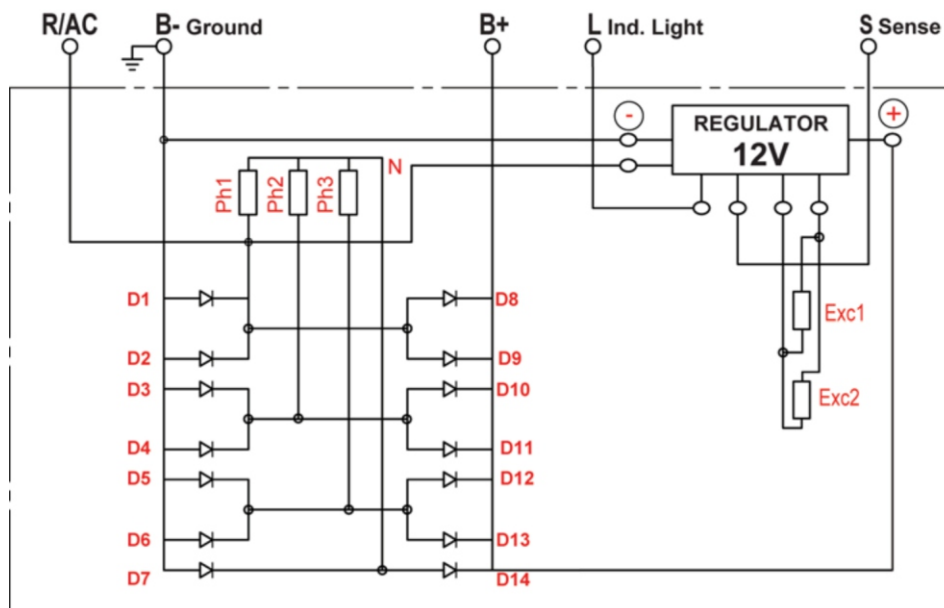 R/AC B- Ground B+ L Ind. Light S Sense
- +
REGULATOR
12V
N
Ph1 Ph2 Ph3
D1 D8
Exc1
D2 D9
D3 D10
Exc2
D4 D11
D5 D12
D6 D13
D7 D14